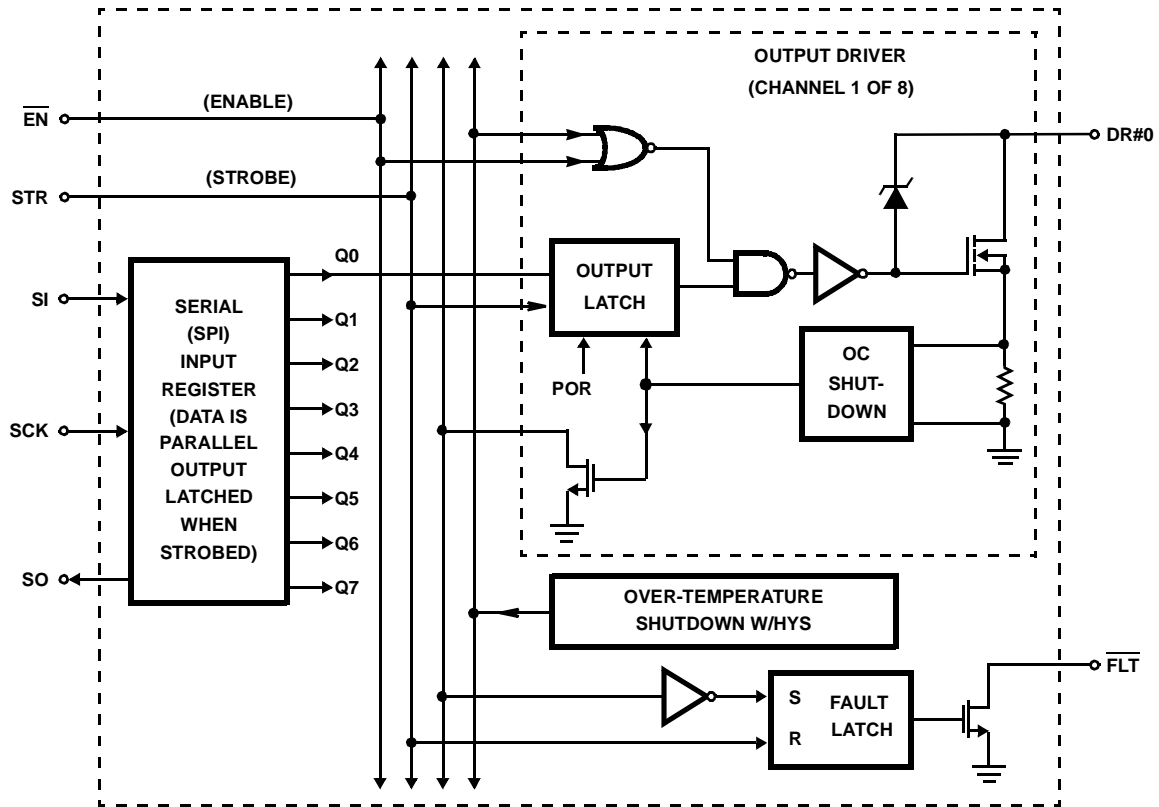 OUTPUT DRIVER
(CHANNEL 1 OF 8)
EN
(ENABLE)
DR#0
STR
(STROBE)
Q0
SI
SERIAL
(SPI)
INPUT
REGISTER
(DATA IS
PARALLEL
OUTPUT
LATCHED
WHEN
STROBED)
OUTPUT
LATCH
Q1
Q2
Q3
Q4
Q5
Q6
Q7
POR
OC
SHUT-
DOWN
SCK
SO
OVER-TEMPERATURE
SHUTDOWN W/HYS
FLT
S
R
FAULT
LATCH